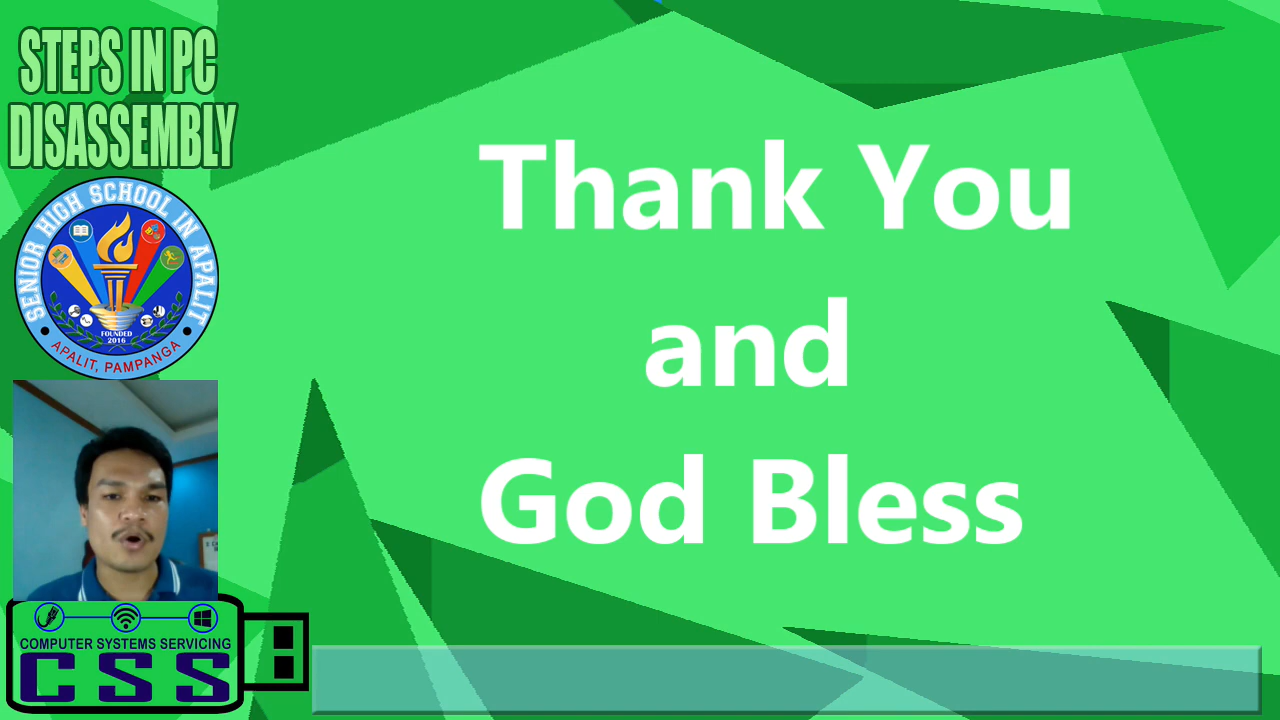 STEPS IN PC
DISASSEMBLY
SENIOR HIGH SCHOOL IN APALIT
FOUNDED
2016
APALIT, PAMPANGA
Thank You
and
God Bless
COMPUTER SYSTEMS SERVICING
CSS